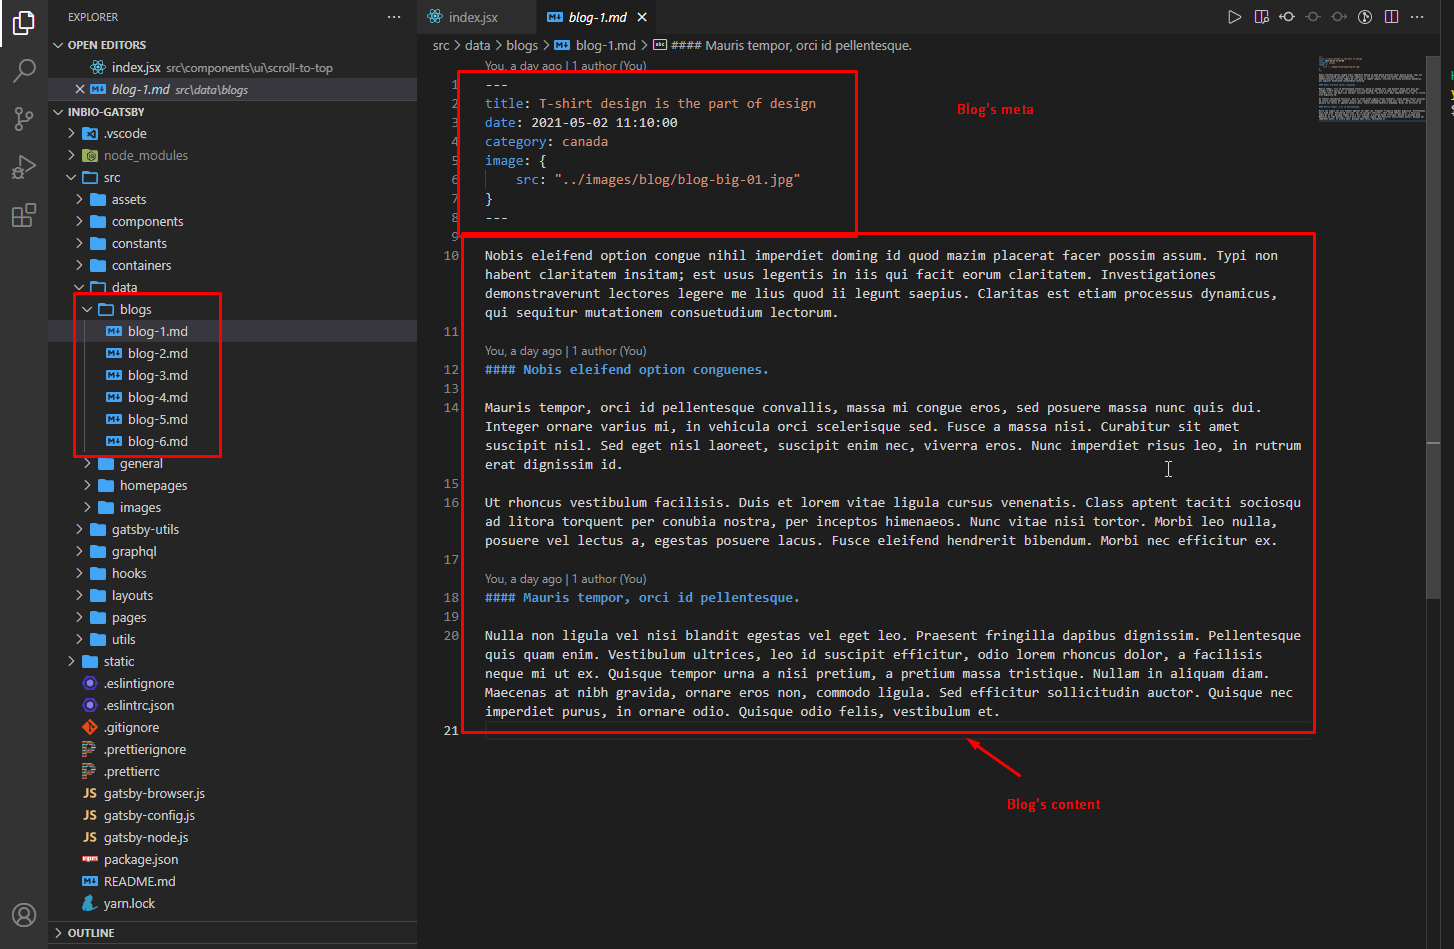 EXPLORER
OPEN EDITORS
index.jsx src\components\ui\scroll-to-top
blog-1.md src\data\blogs
INBIO-GATSBY
.vscode
node_modules
src
assets
components
constants
containers
data
blogs
blog-1.md
blog-2.md
blog-3.md
blog-4.md
blog-5.md
blog-6.md
general
homepages
images
gatsby-utils
graphql
hooks
layouts
pages
utils
static
.eslintignore
.eslintrc.json
.gitignore
.prettierignore
.prettierrc
JS gatsby-browser.js
JS gatsby-config.js
JS gatsby-node.js
package.json
README.md
yarn.lock
OUTLINE
index.jsx
blog-1.md
src > data > blogs > blog-1.md > abc #### Mauris tempor, orci id pellentesque.
You, a day ago | 1 author (You)
1 ---
2 title: T-shirt design is the part of design
3 date: 2021-05-02 11:10:00
4 category: canada
5 image: {
6 src: "../images/blog/blog-big-01.jpg"
7 }
8 ---
9
Blog's meta
10 Nobis eleifend option congue nihil imperdiet doming id quod mazim placerat facer possim assum. Typi non
habent claritatem insitam; est usus legentis in iis qui facit eorum claritatem. Investigationes
demonstraverunt lectores legere me lius quod ii legunt saepius. Claritas est etiam processus dynamicus,
qui sequitur mutationem consuetudium lectorum.
11
You, a day ago | 1 author (You)
12 #### Nobis eleifend option conguenes.
13
14 Mauris tempor, orci id pellentesque convallis, massa mi congue eros, sed posuere massa nunc quis dui.
Integer ornare varius mi, in vehicula orci scelerisque sed. Fusce a massa nisi. Curabitur sit amet
suscipit nisl. Sed eget nisl laoreet, suscipit enim nec, viverra eros. Nunc imperdiet risus leo, in rutrum
erat dignissim id.
15
16 Ut rhoncus vestibulum facilisis. Duis et lorem vitae ligula cursus venenatis. Class aptent taciti sociosqu
ad litora torquent per conubia nostra, per inceptos himenaeos. Nunc vitae nisi tortor. Morbi leo nulla,
posuere vel lectus a, egestas posuere lacus. Fusce eleifend hendrerit bibendum. Morbi nec efficitur ex.
17
You, a day ago | 1 author (You)
18 #### Mauris tempor, orci id pellentesque.
19
20 Nulla non ligula vel nisi blandit egestas vel eget leo. Praesent fringilla dapibus dignissim. Pellentesque
quis quam enim. Vestibulum ultrices, leo id suscipit efficitur, odio lorem rhoncus dolor, a facilisis
neque mi ut ex. Quisque tempor urna a nisi pretium, a pretium massa tristique. Nullam in aliquam diam.
Maecenas at nibh gravida, ornare eros non, commodo ligula. Sed efficitur sollicitudin auctor. Quisque nec
imperdiet purus, in ornare odio. Quisque odio felis, vestibulum et.
21
Blog's content